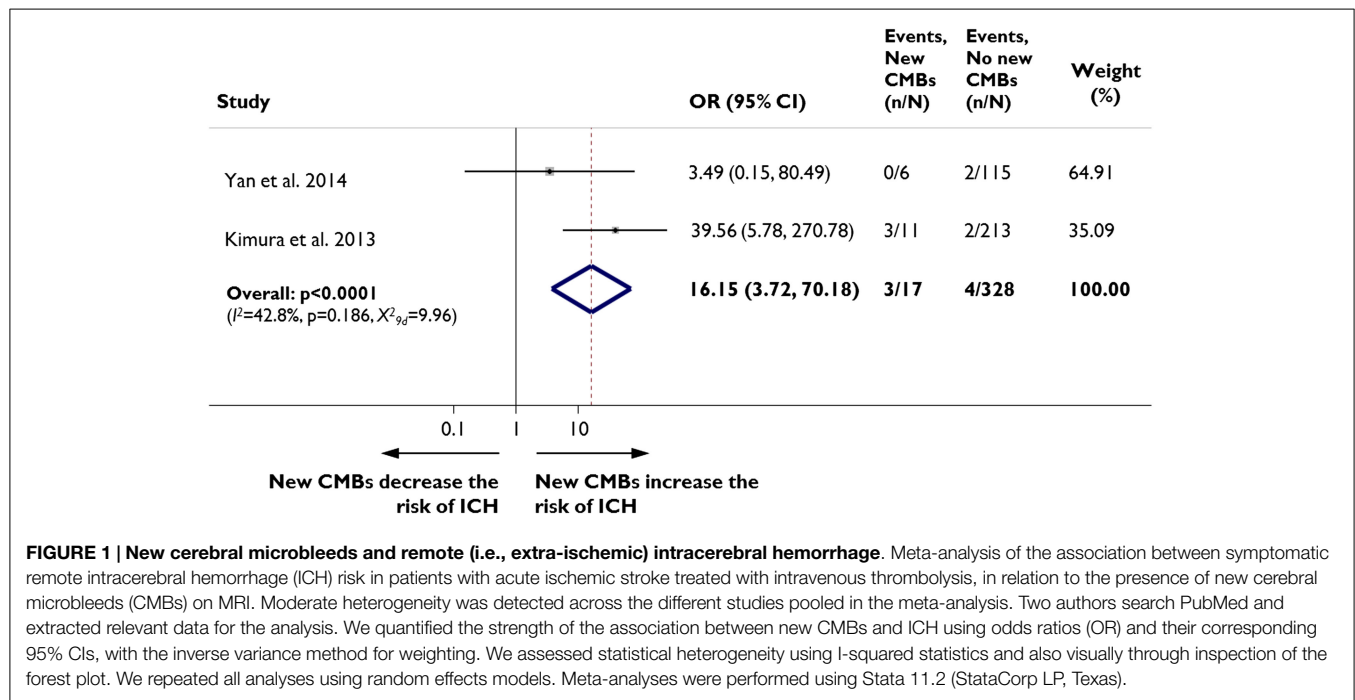 Study
OR (95% CI)
Events, New CMBs (n/N)
Events, No new CMBs (n/N)
Weight (%)
Yan et al. 2014 3.49 (0.15, 80.49) 0/6 2/115 64.91
Kimura et al. 2013 39.56 (5.78, 270.78) 3/11 2/213 35.09
Overall: p<0.0001 16.15 (3.72, 70.18) 3/17 4/328 100.00
(I²=42.8%, p=0.186, X²9d=9.96)
0.1 1 10
New CMBs decrease the
risk of ICH
New CMBs increase the
risk of ICH
FIGURE 1 | New cerebral microbleeds and remote (i.e., extra-ischemic) intracerebral hemorrhage. Meta-analysis of the association between symptomatic
remote intracerebral hemorrhage (ICH) risk in patients with acute ischemic stroke treated with intravenous thrombolysis, in relation to the presence of new cerebral
microbleeds (CMBs) on MRI. Moderate heterogeneity was detected across the different studies pooled in the meta-analysis. Two authors search PubMed and
extracted relevant data for the analysis. We quantified the strength of the association between new CMBs and ICH using odds ratios (OR) and their corresponding
95% CIs, with the inverse variance method for weighting. We assessed statistical heterogeneity using I-squared statistics and also visually through inspection of the
forest plot. We repeated all analyses using random effects models. Meta-analyses were performed using Stata 11.2 (StataCorp LP, Texas).